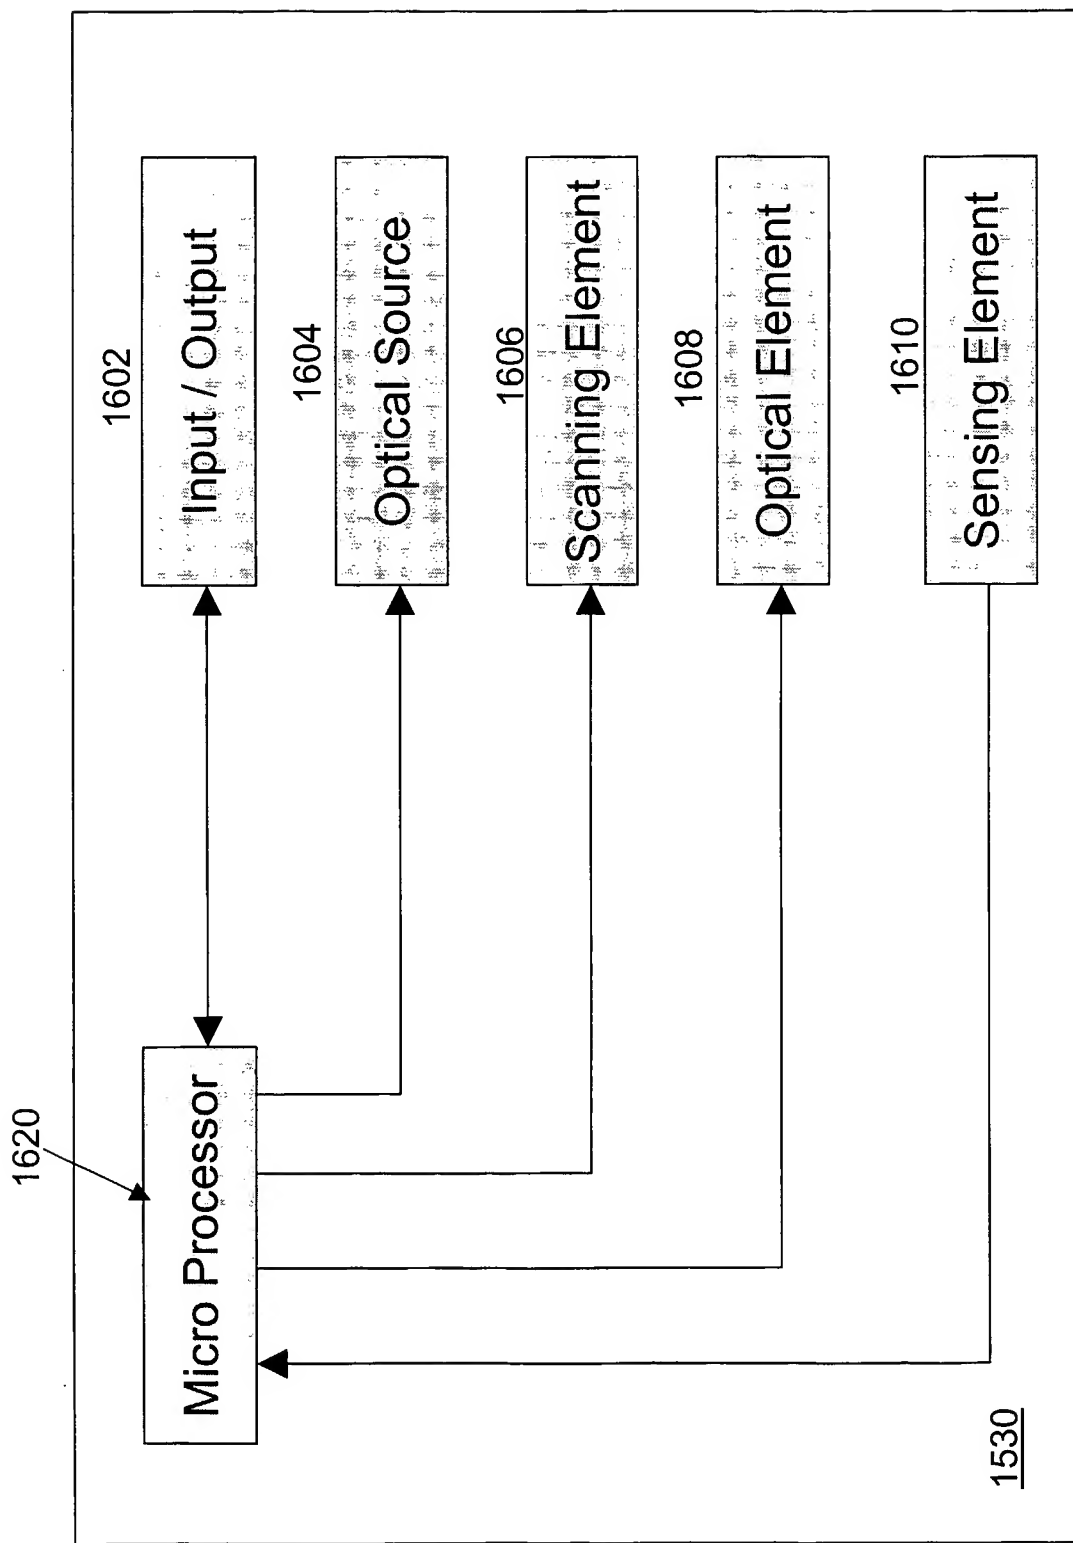 1620
Micro Processor
1602
Input / Output
1604
Optical Source
1606
Scanning Element
1608
Optical Element
1610
Sensing Element
1530